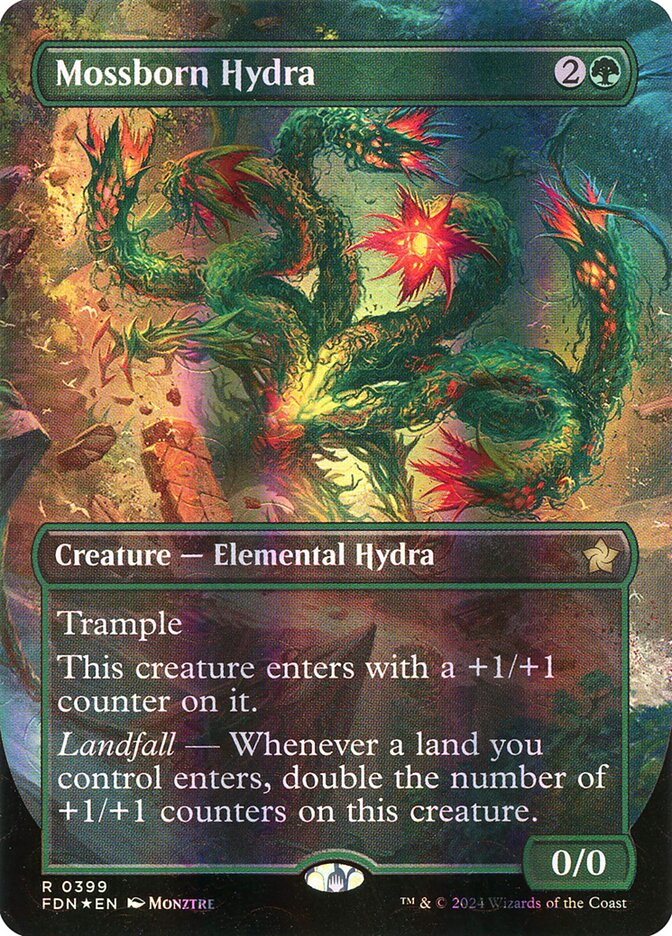 Mossborn Hydra 2
Creature — Elemental Hydra
Trample
This creature enters with a +1/+1
counter on it.
Landfall — Whenever a land you
control enters, double the number of
+1/+1 counters on this creature.
0/0
R 0399
FDN★EN Monztre
™ & © 2024 Wizards of the Coast